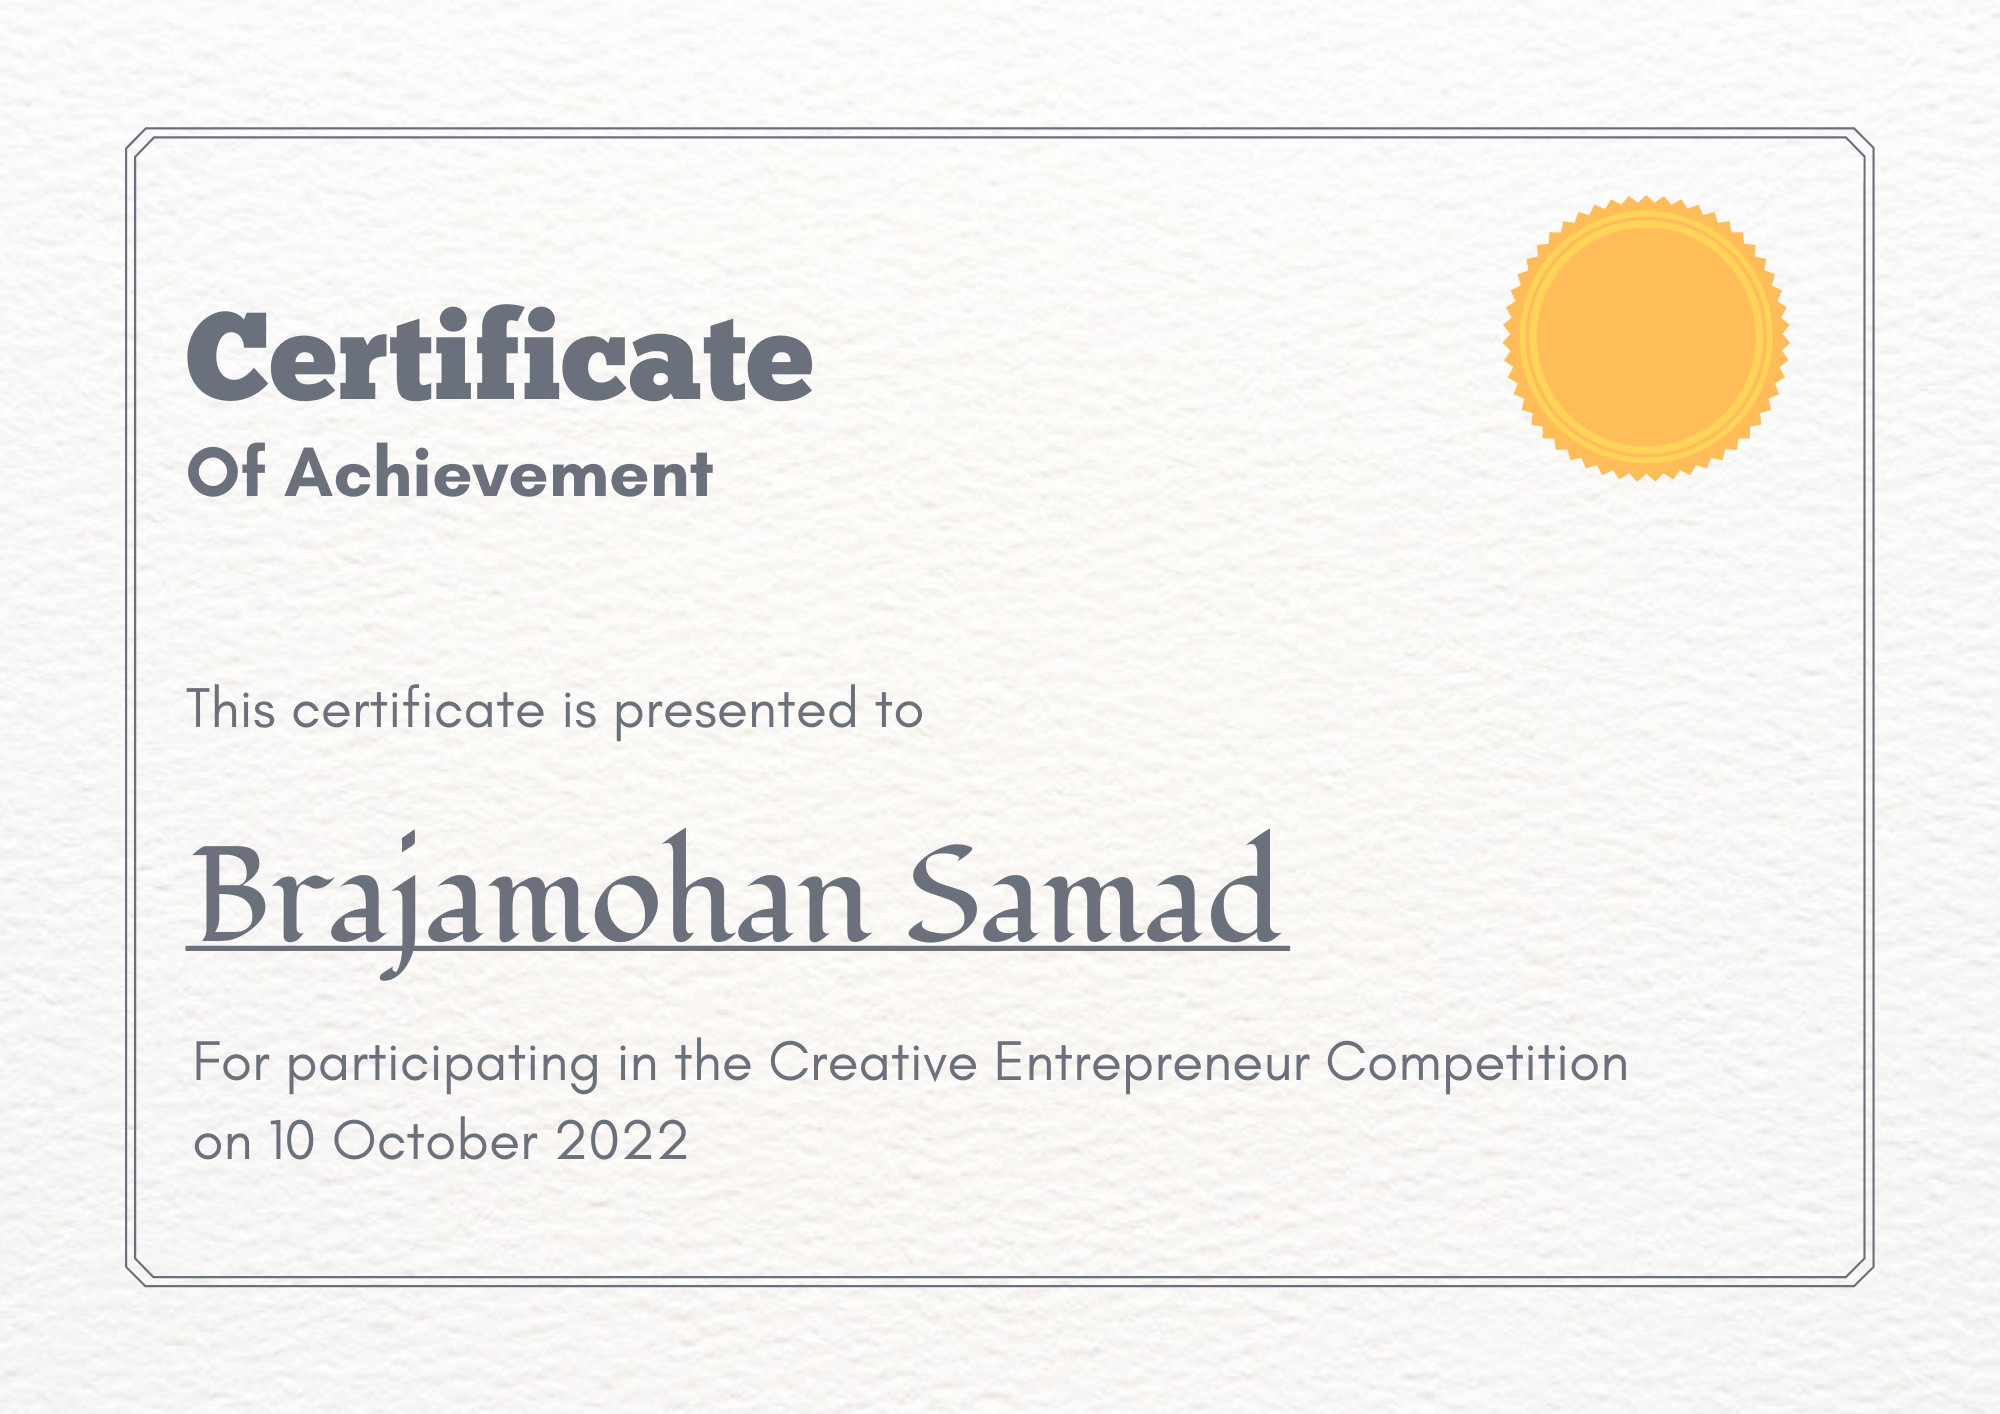 Certificate
Of Achievement
This certificate is presented to
Brajamohan Samad
For participating in the Creative Entrepreneur Competition
on 10 October 2022